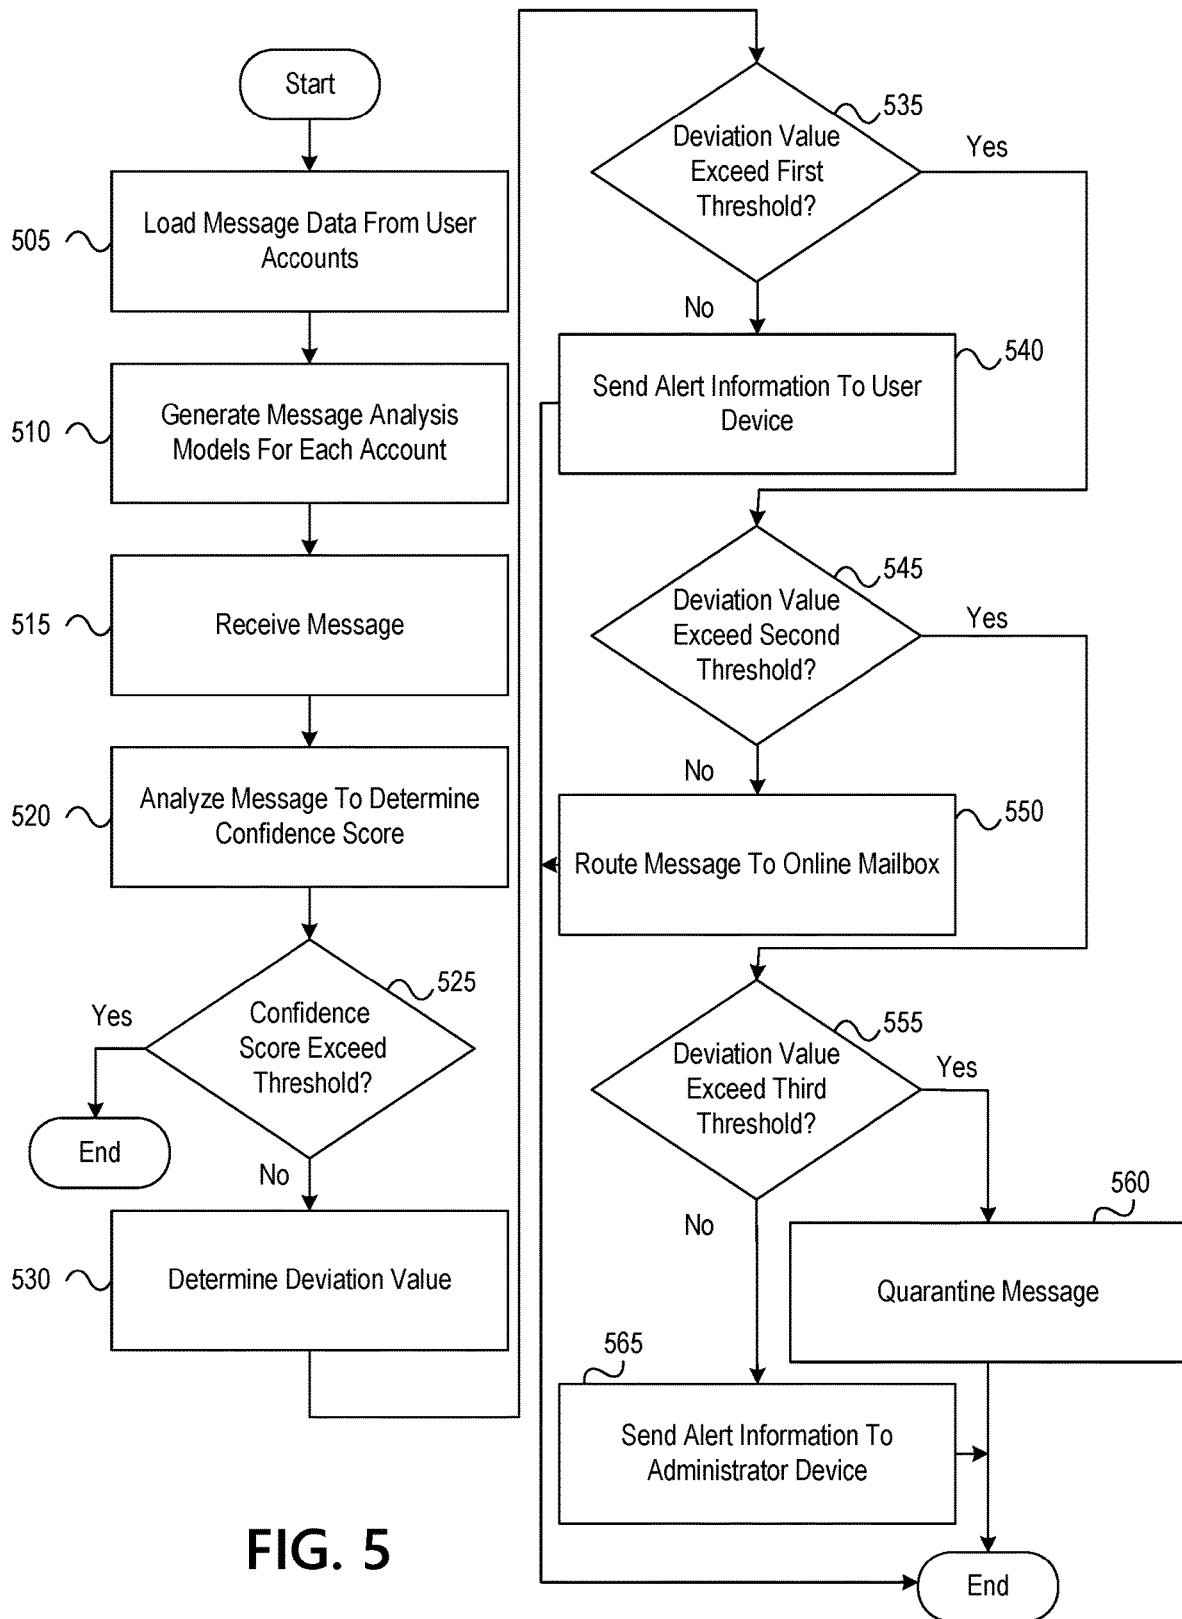 Start
505
Load Message Data From User
Accounts
510
Generate Message Analysis
Models For Each Account
515
Receive Message
520
Analyze Message To Determine
Confidence Score
525
Confidence
Score Exceed
Threshold?
Yes
End
No
530
Determine Deviation Value
535
Deviation Value
Exceed First
Threshold?
Yes
No
540
Send Alert Information To User
Device
545
Deviation Value
Exceed Second
Threshold?
Yes
No
550
Route Message To Online Mailbox
555
Deviation Value
Exceed Third
Threshold?
Yes
No
560
Quarantine Message
565
Send Alert Information To
Administrator Device
End
FIG. 5